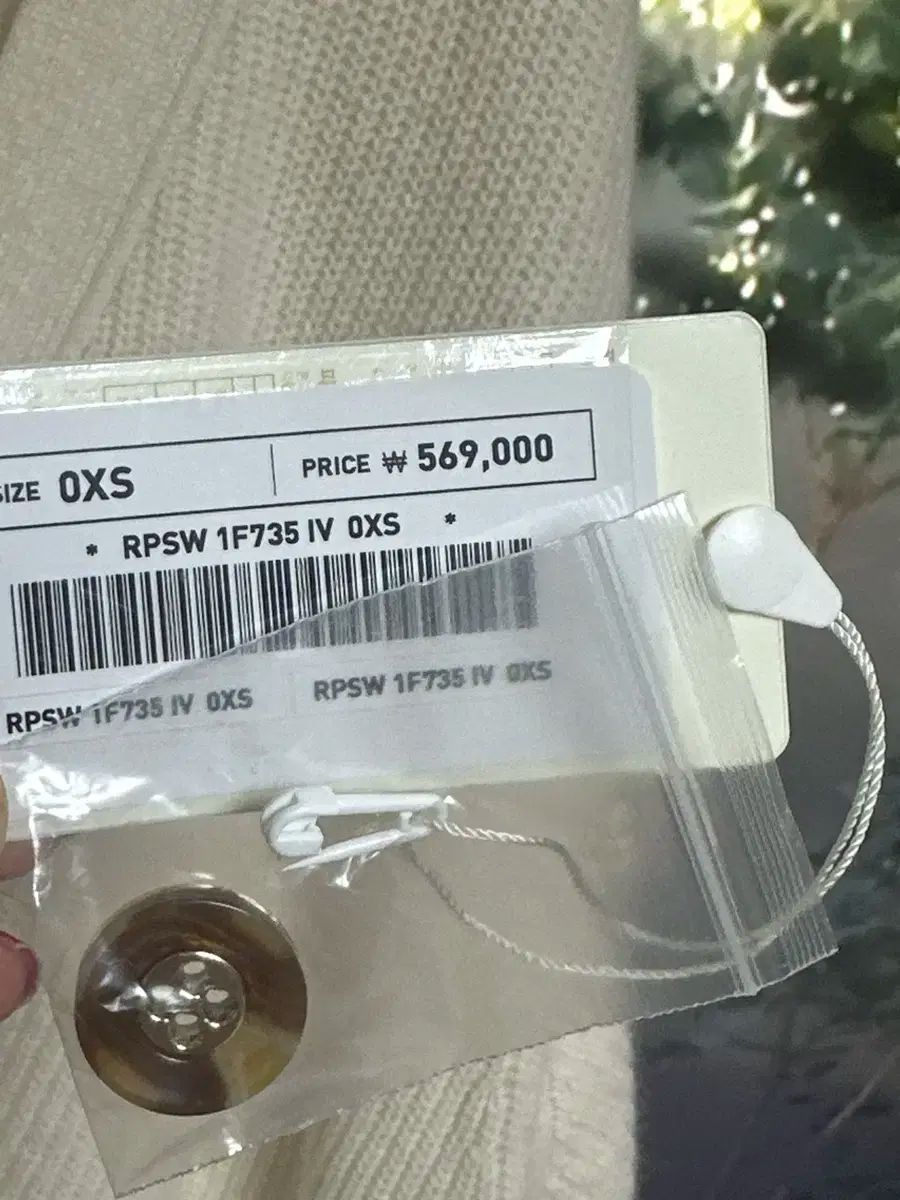 SIZE 0XS PRICE ₩ 569,000
* RPSW 1F735 IV 0XS *
RPSW 1F735 IV 0XS RPSW 1F735 IV 0XS